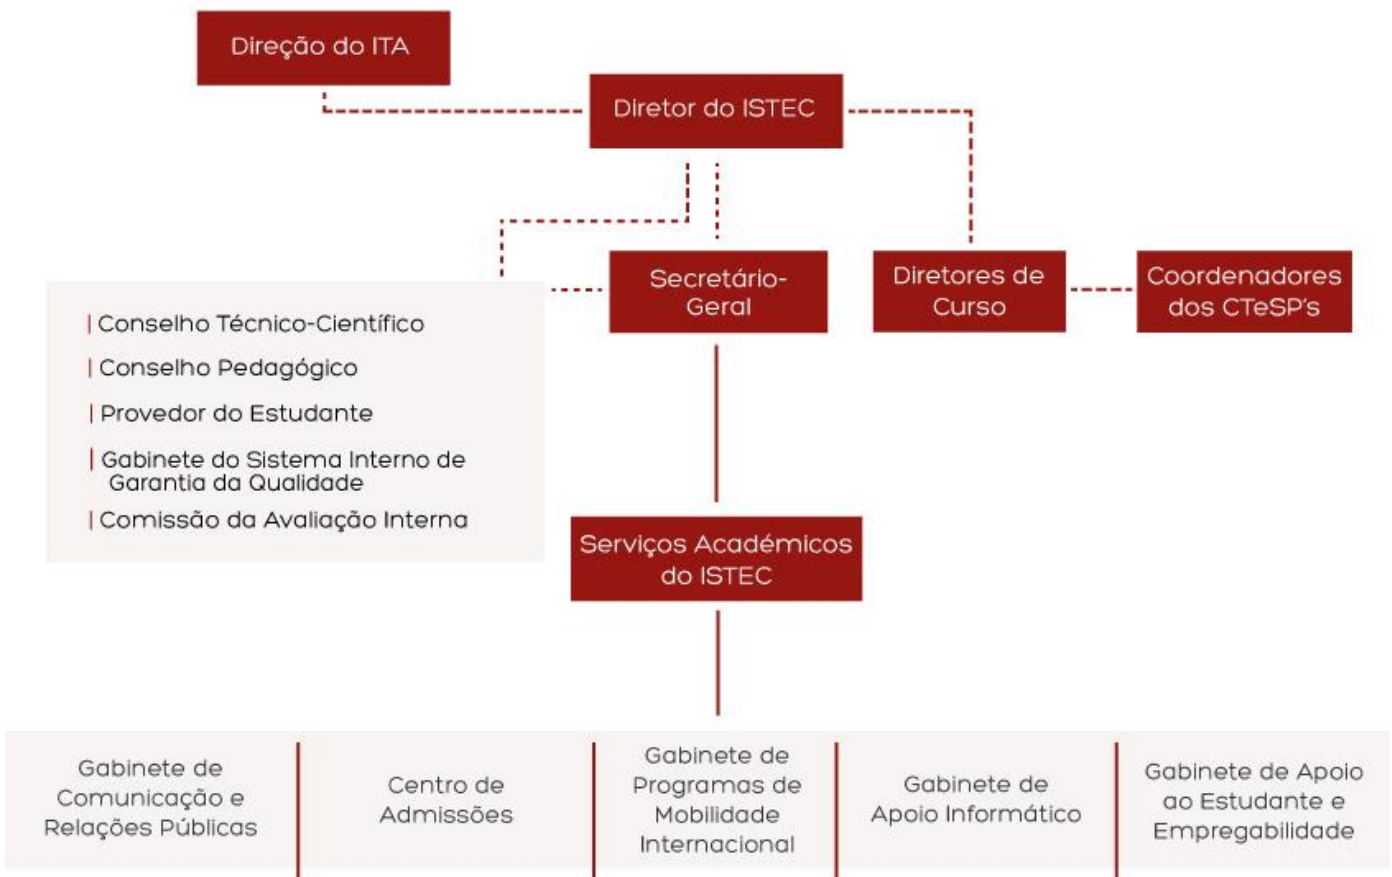 Direção do ITA
Diretor do ISTEC
Secretário-
Geral
Diretores de
Curso
Coordenadores
dos CTeSP's
| Conselho Técnico-Científico
| Conselho Pedagógico
| Provedor do Estudante
| Gabinete do Sistema Interno de
Garantia da Qualidade
| Comissão da Avaliação Interna
Serviços Académicos
do ISTEC
Gabinete de
Comunicação e
Relações Públicas
Centro de
Admissões
Gabinete de
Programas de
Mobilidade
Internacional
Gabinete de
Apoio Informático
Gabinete de Apoio
ao Estudante e
Empregabilidade